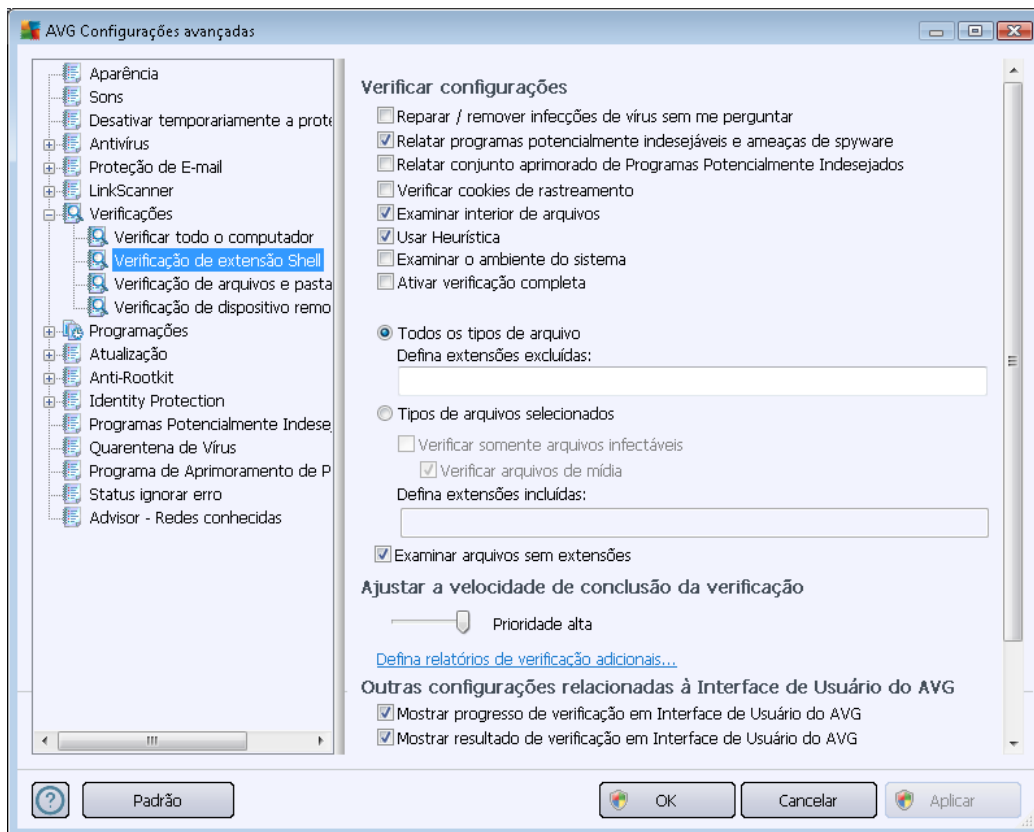 AVG Configurações avançadas
Aparência
Sons
Desativar temporariamente a prote
Antivírus
Proteção de E-mail
LinkScanner
Verificações
Verificar todo o computador
Verificação de extensão Shell
Verificação de arquivos e pasta
Verificação de dispositivo remo
Programações
Atualização
Anti-Rootkit
Identity Protection
Programas Potencialmente Indesej
Quarentena de Vírus
Programa de Aprimoramento de P
Status ignorar erro
Advisor - Redes conhecidas
Verificar configurações
Reparar / remover infecções de vírus sem me perguntar
Relatar programas potencialmente indesejáveis e ameaças de spyware
Relatar conjunto aprimorado de Programas Potencialmente Indesejados
Verificar cookies de rastreamento
Examinar interior de arquivos
Usar Heurística
Examinar o ambiente do sistema
Ativar verificação completa
Todos os tipos de arquivo
Defina extensões excluídas:
Tipos de arquivos selecionados
Verificar somente arquivos infectáveis
Verificar arquivos de mídia
Defina extensões incluídas:
Examinar arquivos sem extensões
Ajustar a velocidade de conclusão da verificação
Prioridade alta
Defina relatórios de verificação adicionais...
Outras configurações relacionadas à Interface de Usuário do AVG
Mostrar progresso de verificação em Interface de Usuário do AVG
Mostrar resultado de verificação em Interface de Usuário do AVG
Padrão
OK
Cancelar
Aplicar